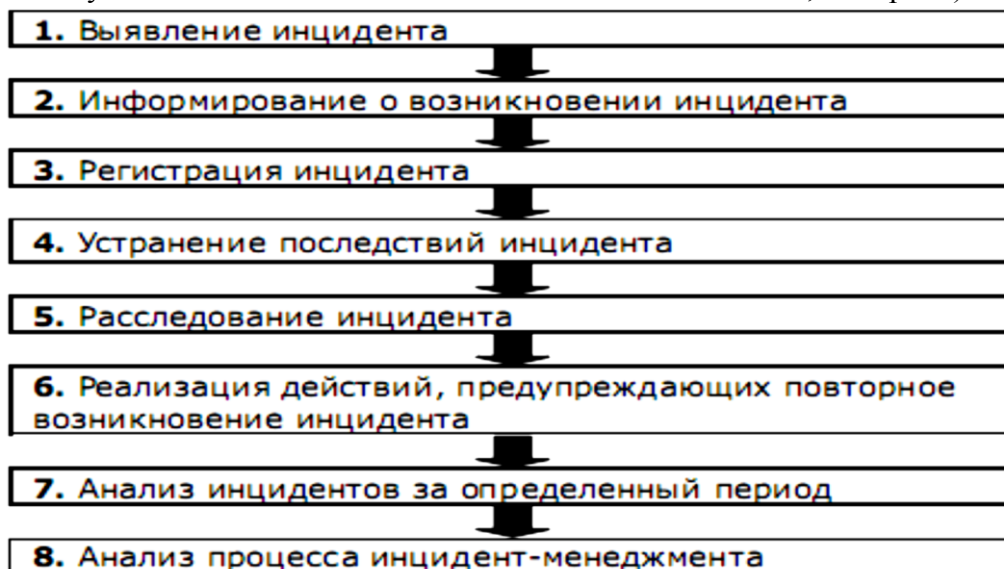 1. Выявление инцидента
2. Информирование о возникновении инцидента
3. Регистрация инцидента
4. Устранение последствий инцидента
5. Расследование инцидента
6. Реализация действий, предупреждающих повторное
возникновение инцидента
7. Анализ инцидентов за определенный период
8. Анализ процесса инцидент-менеджмента